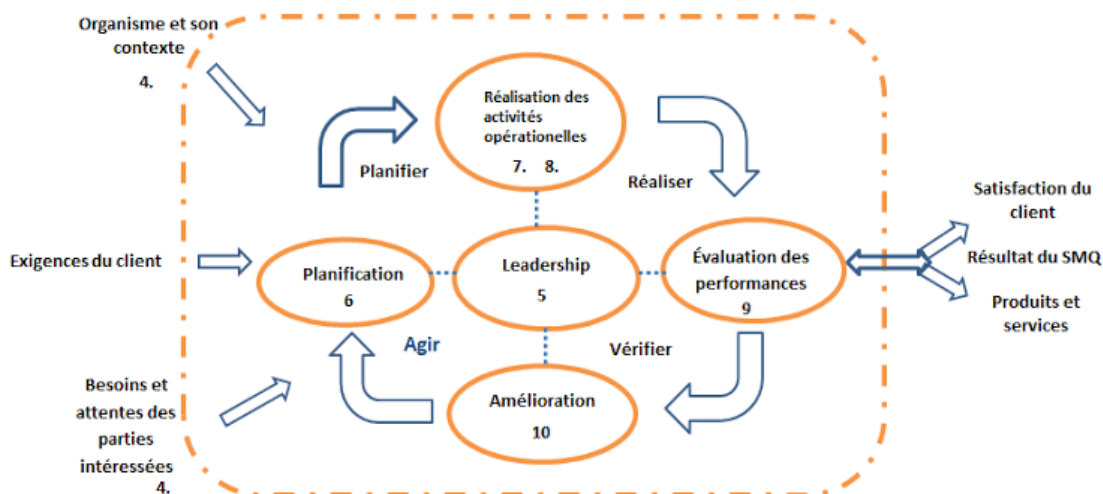 Organisme et son
contexte
4.
Réalisation des
activités
opérationelles
7. 8.
Planifier
Réaliser
Exigences du client
Planification
6
Leadership
5
Évaluation des
performances
9
Satisfaction du
client
Résultat du SMQ
Produits et
services
Agir
Vérifier
Besoins et
attentes des
parties
intéressées
4.
Amélioration
10